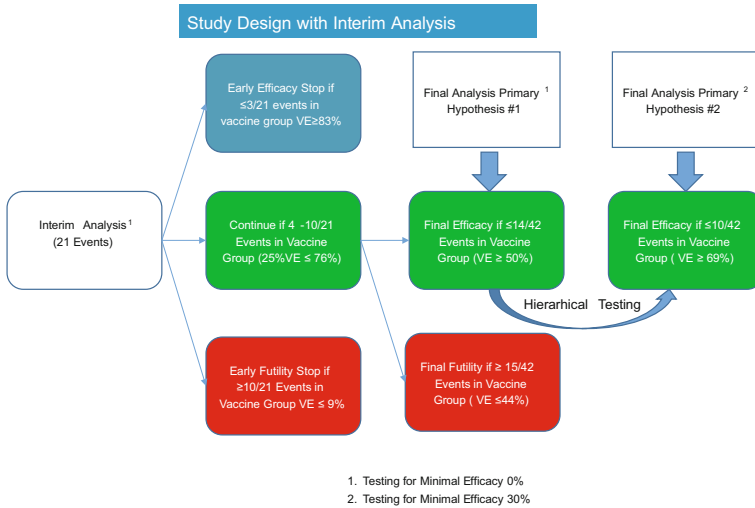 Study Design with Interim Analysis
Early Efficacy Stop if
≤3/21 events in
vaccine group VE≥83%
Final Analysis Primary 1
Hypothesis #1
Final Analysis Primary 2
Hypothesis #2
Interim Analysis 1
(21 Events)
Continue if 4 -10/21
Events in Vaccine
Group (25%VE ≤ 76%)
Final Efficacy if ≤14/42
Events in Vaccine
Group (VE ≥ 50%)
Final Efficacy if ≤10/42
Events in Vaccine
Group ( VE ≥ 69%)
Hierarhical Testing
Early Futility Stop if
≥10/21 Events in
Vaccine Group VE ≤ 9%
Final Futility if ≥ 15/42
Events in Vaccine
Group ( VE ≤44%)
1. Testing for Minimal Efficacy 0%
2. Testing for Minimal Efficacy 30%